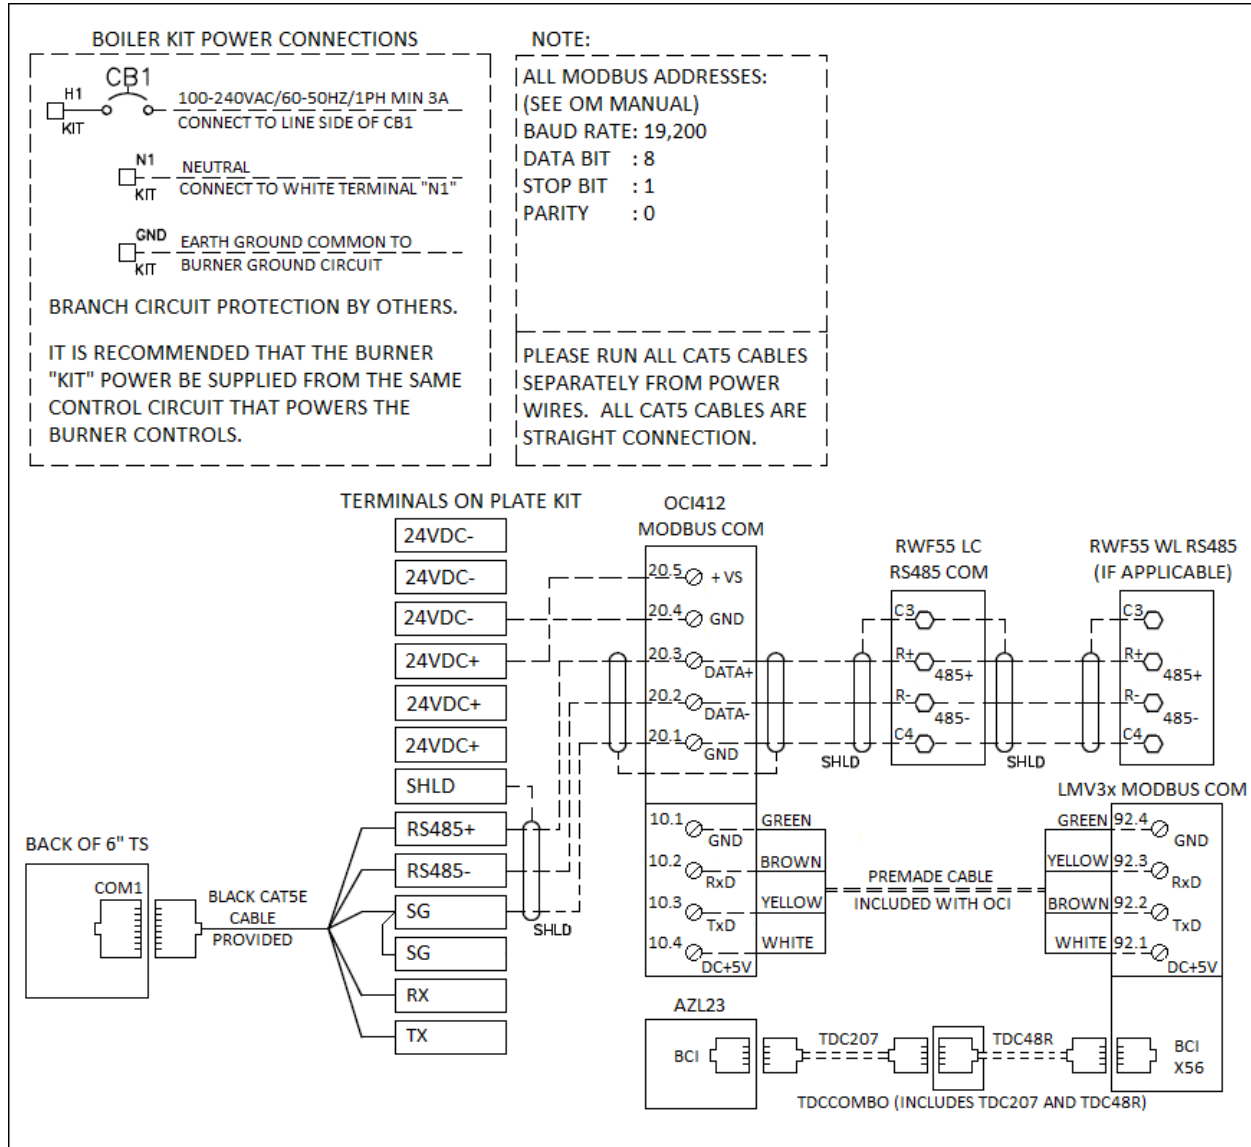 BOILER KIT POWER CONNECTIONS
CB1
H1
KIT
100-240VAC/60-50HZ/1PH MIN 3A
CONNECT TO LINE SIDE OF CB1
N1
KIT
NEUTRAL
CONNECT TO WHITE TERMINAL "N1"
GND
KIT
EARTH GROUND COMMON TO
BURNER GROUND CIRCUIT
BRANCH CIRCUIT PROTECTION BY OTHERS.
IT IS RECOMMENDED THAT THE BURNER
"KIT" POWER BE SUPPLIED FROM THE SAME
CONTROL CIRCUIT THAT POWERS THE
BURNER CONTROLS.
NOTE:
ALL MODBUS ADDRESSES:
(SEE OM MANUAL)
BAUD RATE: 19,200
DATA BIT : 8
STOP BIT : 1
PARITY : 0
PLEASE RUN ALL CAT5 CABLES
SEPARATELY FROM POWER
WIRES. ALL CAT5 CABLES ARE
STRAIGHT CONNECTION.
TERMINALS ON PLATE KIT
24VDC-
24VDC-
24VDC-
24VDC+
24VDC+
24VDC+
SHLD
RS485+
RS485-
SG
SG
RX
TX
SHLD
BACK OF 6" TS
COM1
BLACK CAT5E
CABLE
PROVIDED
OCI412
MODBUS COM
20.5 + VS
20.4 GND
20.3 DATA+
20.2 DATA-
20.1 GND
10.1 GND
10.2 RxD
10.3 TxD
10.4 DC+5V
GREEN
BROWN
YELLOW
WHITE
PREMADE CABLE
INCLUDED WITH OCI
RWF55 LC
RS485 COM
C3
R+ 485+
R- 485-
C4
SHLD
SHLD
RWF55 WL RS485
(IF APPLICABLE)
C3
R+ 485+
R- 485-
C4
LMV3x MODBUS COM
GREEN 92.4 GND
YELLOW 92.3 RxD
BROWN 92.2 TxD
WHITE 92.1 DC+5V
AZL23
BCI
TDC207
TDC48R
BCI
X56
TDCCOMBO (INCLUDES TDC207 AND TDC48R)